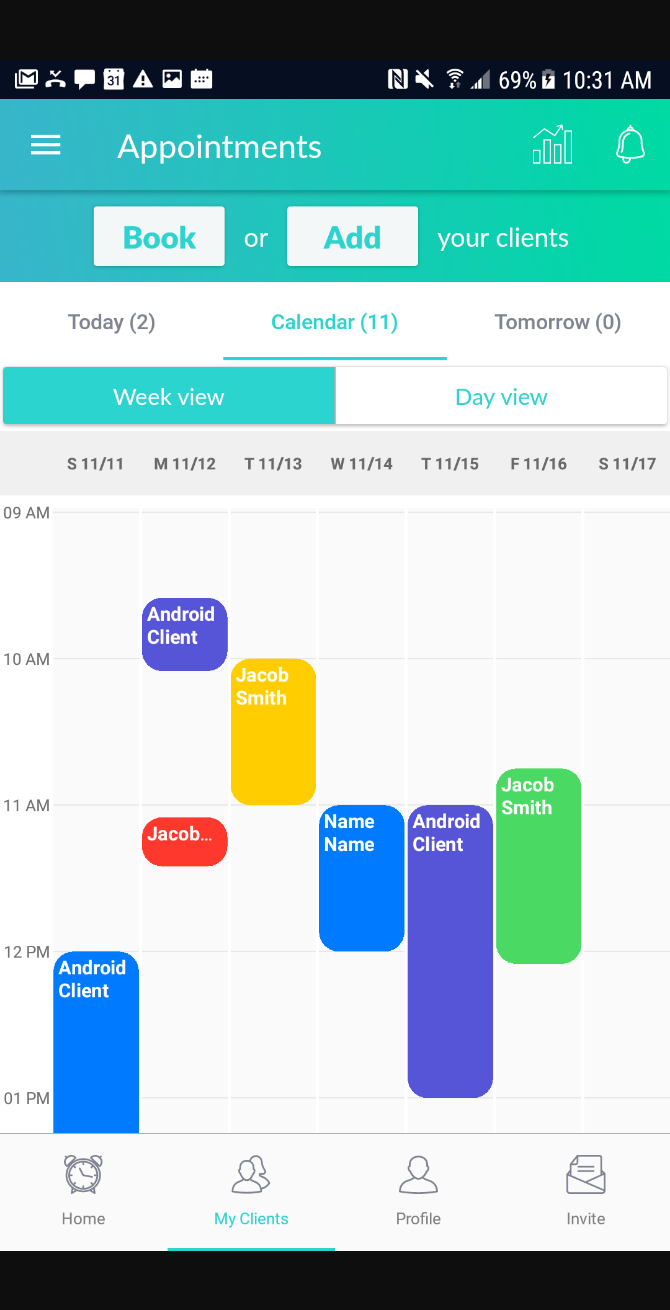 31 69% 10:31 AM
Appointments
Book or Add your clients
Today (2) Calendar (11) Tomorrow (0)
Week view Day view
S 11/11 M 11/12 T 11/13 W 11/14 T 11/15 F 11/16 S 11/17
09 AM
Android
Client
10 AM
Jacob
Smith
Jacob
Smith
11 AM
Name
Name
Android
Client
Jacob...
12 PM
Android
Client
01 PM
Home My Clients Profile Invite